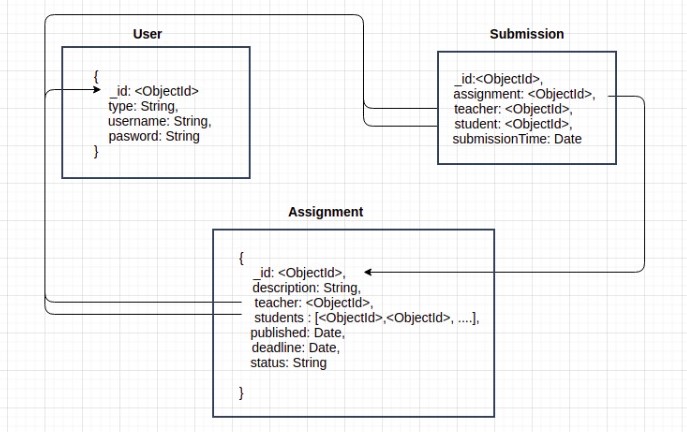 User
{
_id: <ObjectId>
type: String,
username: String,
pasword: String
}
Submission
_id:<ObjectId>,
assignment: <ObjectId>,
teacher: <ObjectId>,
student: <ObjectId>,
submissionTime: Date
Assignment
{
_id: <ObjectId>,
description: String,
teacher: <ObjectId>,
students : [<ObjectId>,<ObjectId>, ....],
published: Date,
deadline: Date,
status: String
}